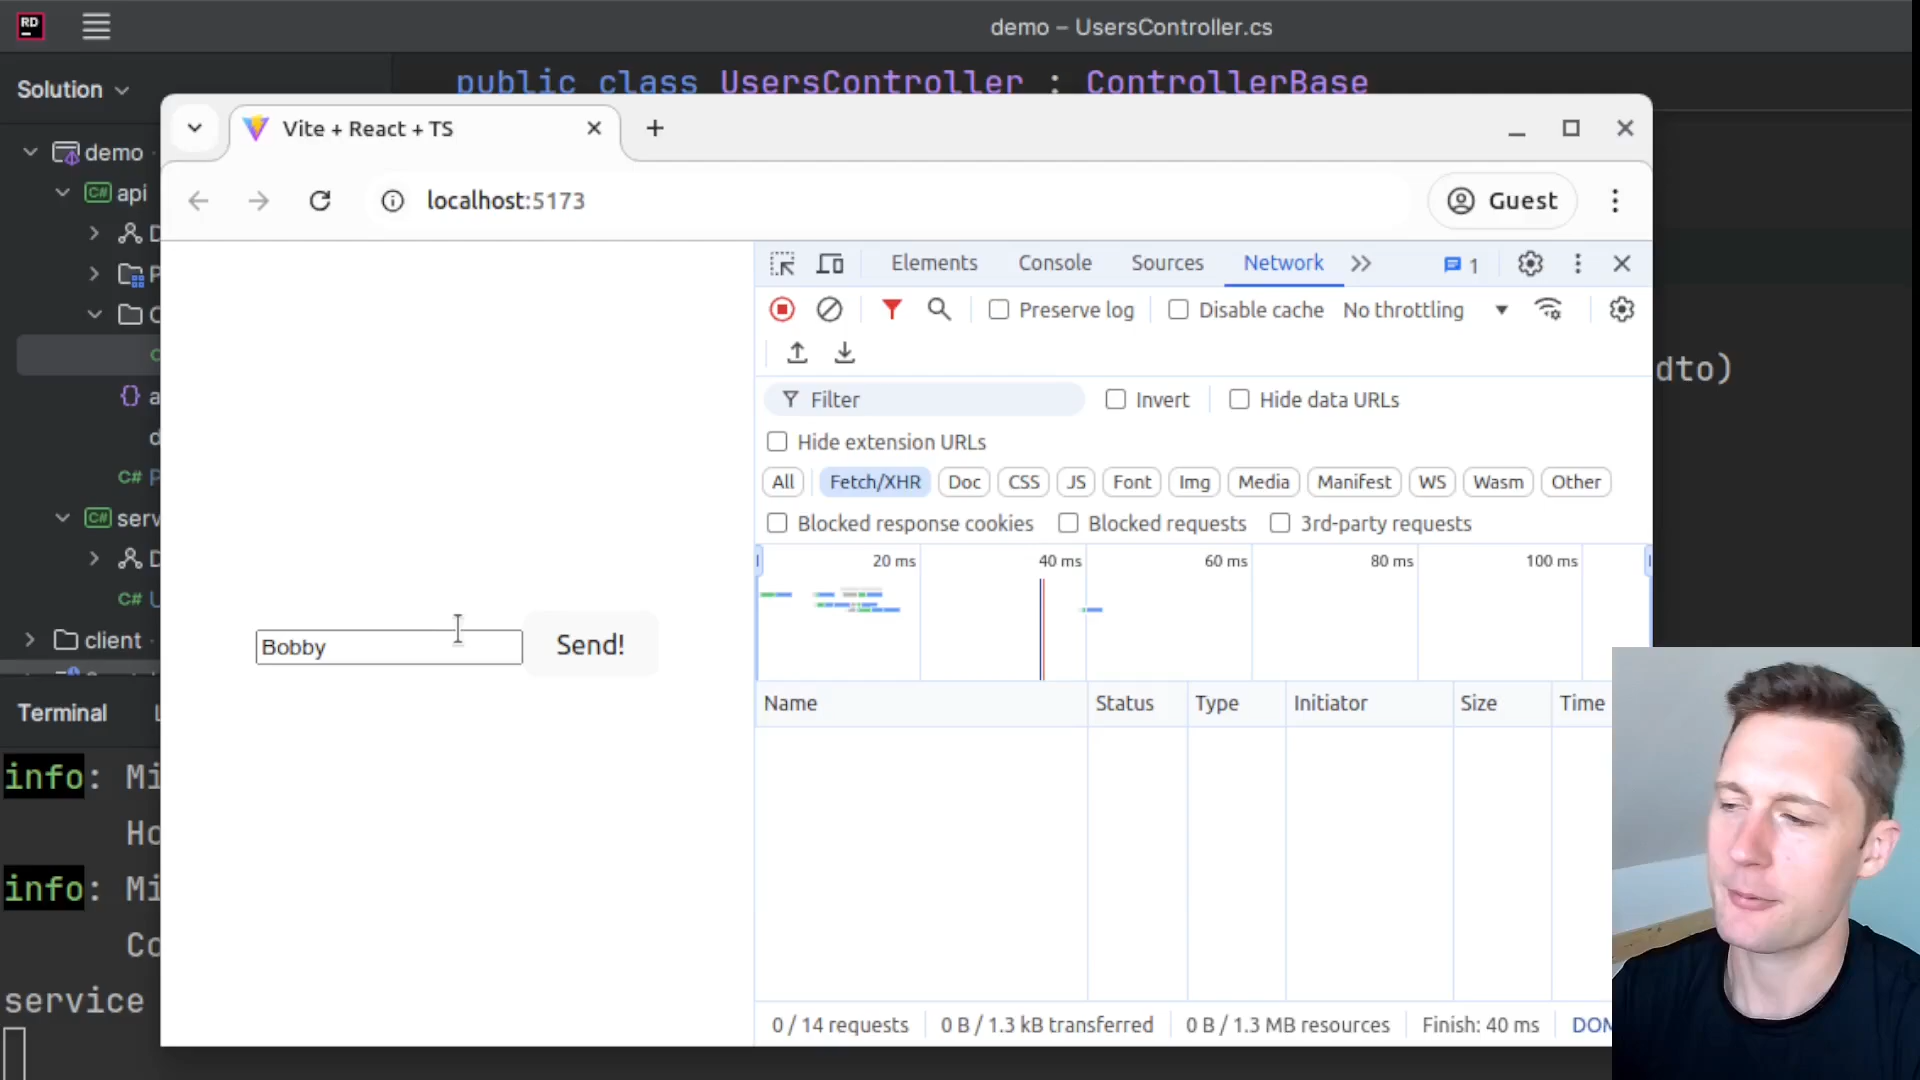 RD
demo – UsersController.cs
Solution
public class UsersController : ControllerBase
Vite + React + TS
demo
C# api
localhost:5173
Guest
Elements Console Sources Network 1
Preserve log Disable cache No throttling
dto)
Filter Invert Hide data URLs
Hide extension URLs
All Fetch/XHR Doc CSS JS Font Img Media Manifest WS Wasm Other
C#
C# serv
Blocked response cookies Blocked requests 3rd-party requests
20 ms 40 ms 60 ms 80 ms 100 ms
C#
client
Bobby Send!
Name Status Type Initiator Size Time
Terminal
info: Mi
Ho
info: Mi
Co
service
0 / 14 requests 0 B / 1.3 kB transferred 0 B / 1.3 MB resources Finish: 40 ms DOM